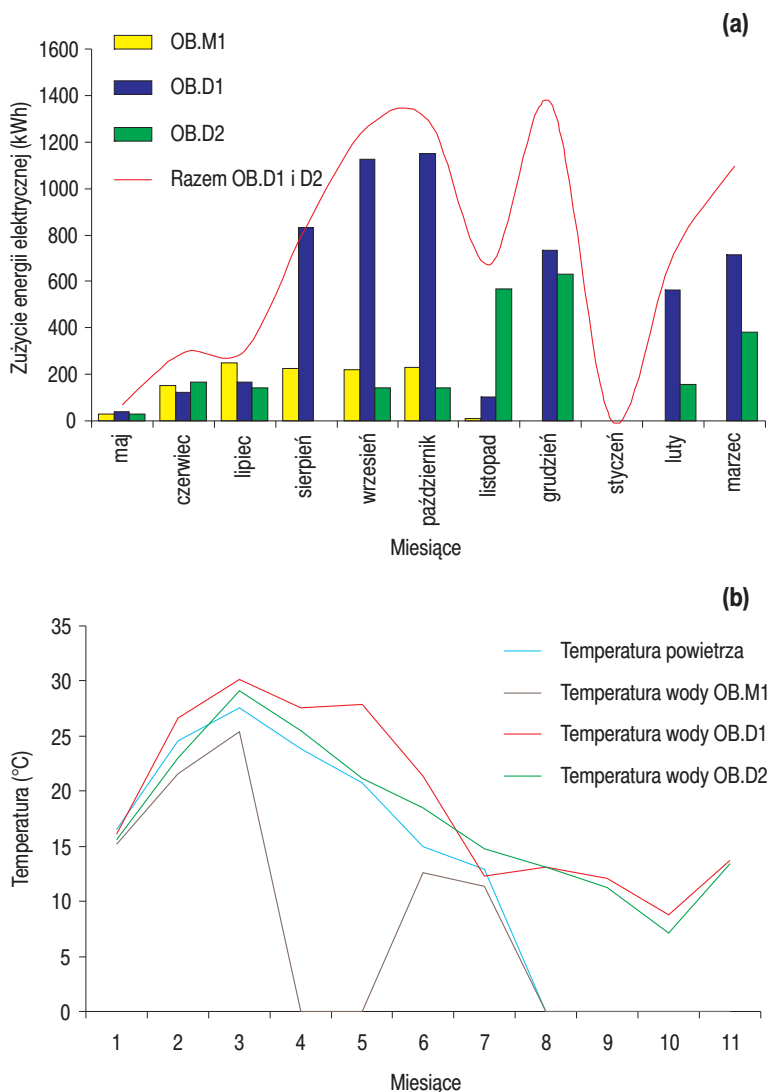 (a)
1600
1400
1200
1000
800
600
400
200
0
Zużycie energii elektrycznej (kWh)
OB.M1
OB.D1
OB.D2
Razem OB.D1 i D2
maj
czerwiec
lipiec
sierpień
wrzesień
październik
listopad
grudzień
styczeń
luty
marzec
Miesiące
(b)
35
30
25
20
15
10
5
0
Temperatura (°C)
Temperatura powietrza
Temperatura wody OB.M1
Temperatura wody OB.D1
Temperatura wody OB.D2
1 2 3 4 5 6 7 8 9 10 11
Miesiące